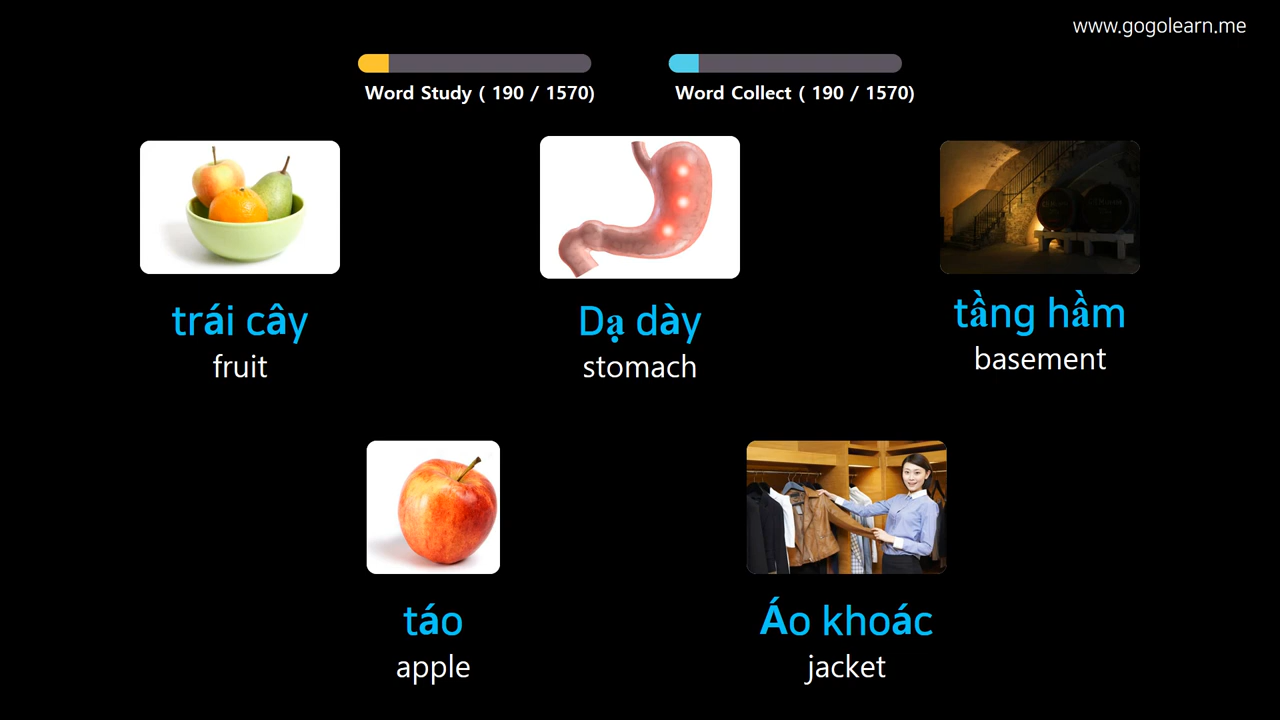 www.gogolearn.me
Word Study ( 190 / 1570)
Word Collect ( 190 / 1570)
trái cây
fruit
Dạ dày
stomach
tầng hầm
basement
táo
apple
Áo khoác
jacket